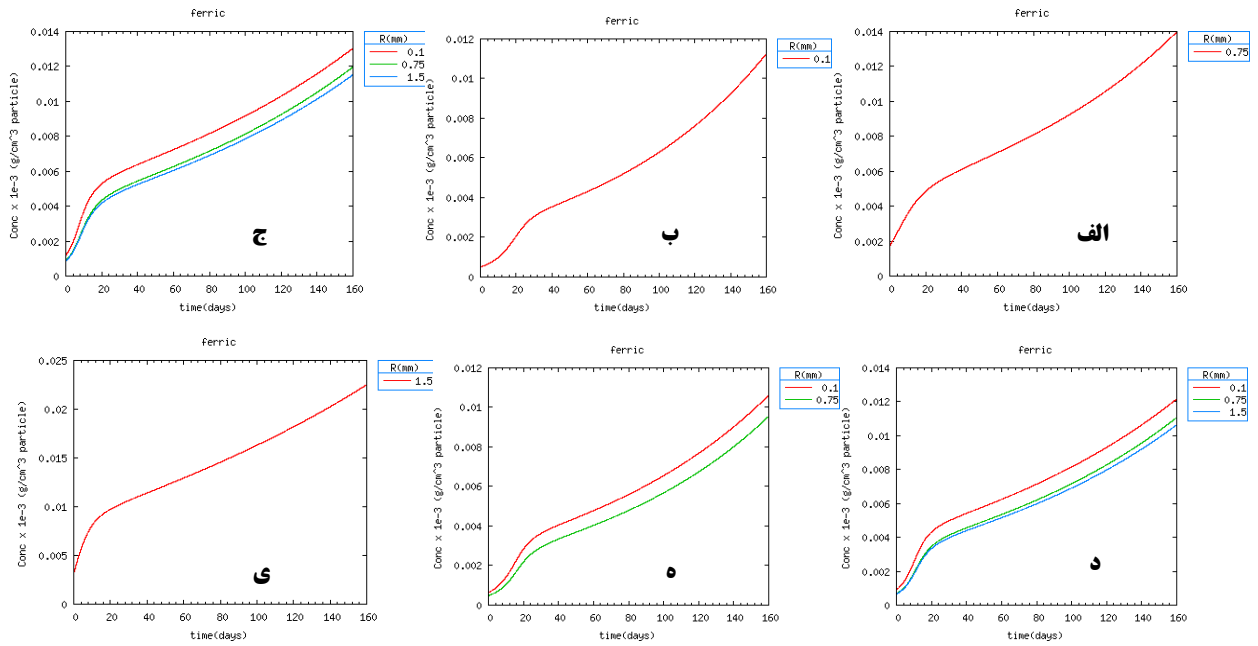 ferric
R(mm)
0.1
0.75
1.5
Conc x 1e-3 (g/cm^3 particle)
0.014
0.012
0.01
0.008
0.006
0.004
0.002
0
0 20 40 60 80 100 120 140 160
time(days)
ج
ferric
R(mm)
0.1
Conc x 1e-3 (g/cm^3 particle)
0.012
0.01
0.008
0.006
0.004
0.002
0
0 20 40 60 80 100 120 140 160
time(days)
ب
ferric
R(mm)
0.75
Conc x 1e-3 (g/cm^3 particle)
0.014
0.012
0.01
0.008
0.006
0.004
0.002
0
0 20 40 60 80 100 120 140 160
time(days)
الف
ferric
R(mm)
1.5
Conc x 1e-3 (g/cm^3 particle)
0.025
0.02
0.015
0.01
0.005
0
0 20 40 60 80 100 120 140 160
time(days)
ی
ferric
R(mm)
0.1
0.75
Conc x 1e-3 (g/cm^3 particle)
0.012
0.01
0.008
0.006
0.004
0.002
0
0 20 40 60 80 100 120 140 160
time(days)
ه
ferric
R(mm)
0.1
0.75
1.5
Conc x 1e-3 (g/cm^3 particle)
0.014
0.012
0.01
0.008
0.006
0.004
0.002
0
0 20 40 60 80 100 120 140 160
time(days)
د